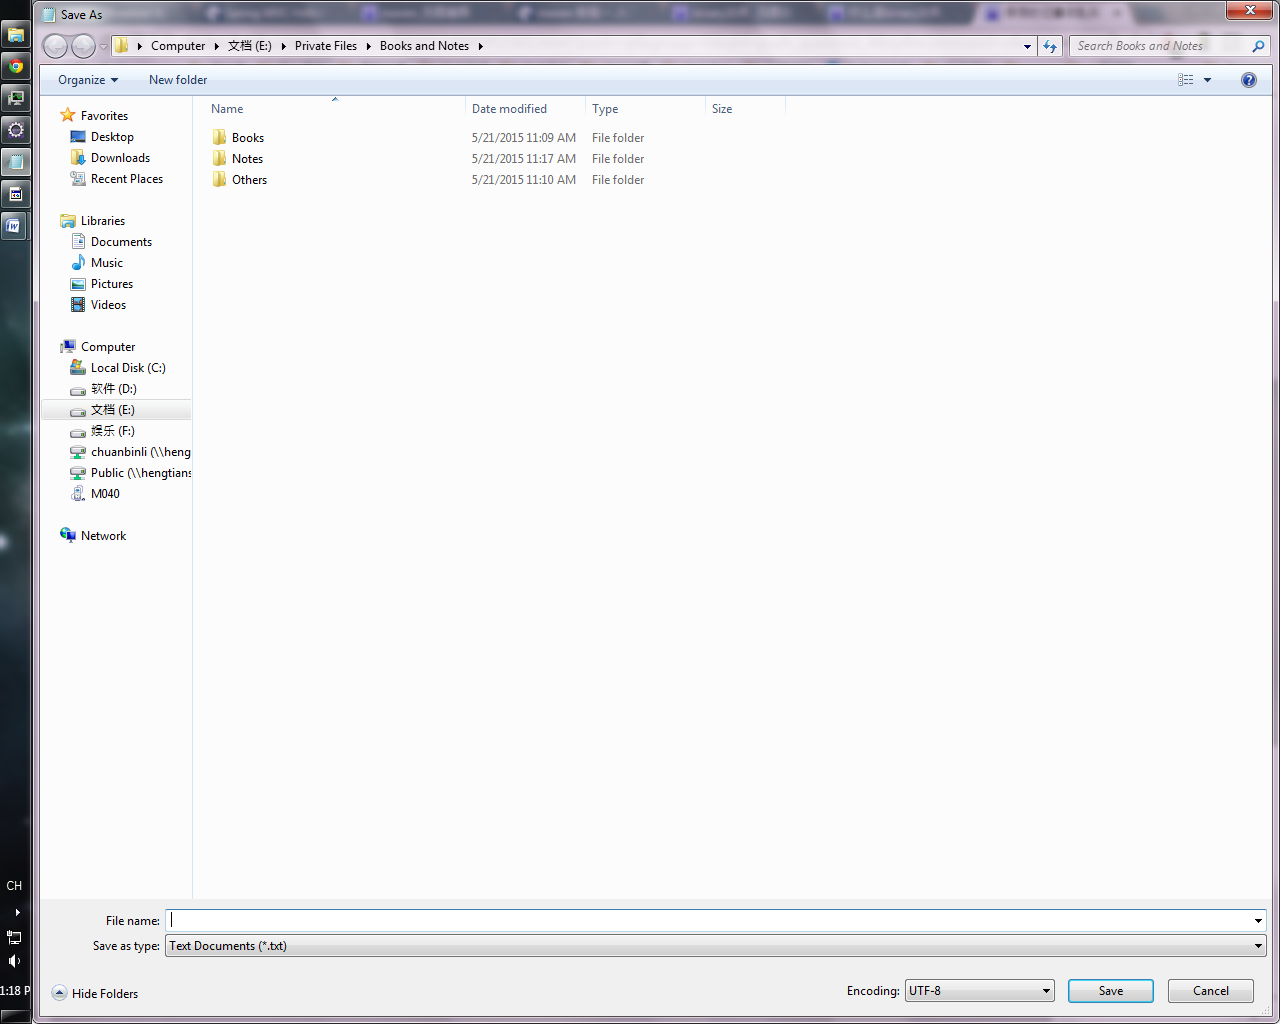 Save As
Computer 文档 (E:) Private Files Books and Notes
Search Books and Notes
Organize New folder
Name Date modified Type Size
Favorites
Desktop
Downloads
Recent Places
Libraries
Documents
Music
Pictures
Videos
Computer
Local Disk (C:)
软件 (D:)
文档 (E:)
娱乐 (F:)
chuanbinli (\\heng
Public (\\hengtians
M040
Network
Books 5/21/2015 11:09 AM File folder
Notes 5/21/2015 11:17 AM File folder
Others 5/21/2015 11:10 AM File folder
CH
1:18 P
File name:
Save as type: Text Documents (*.txt)
Hide Folders
Encoding: UTF-8
Save
Cancel